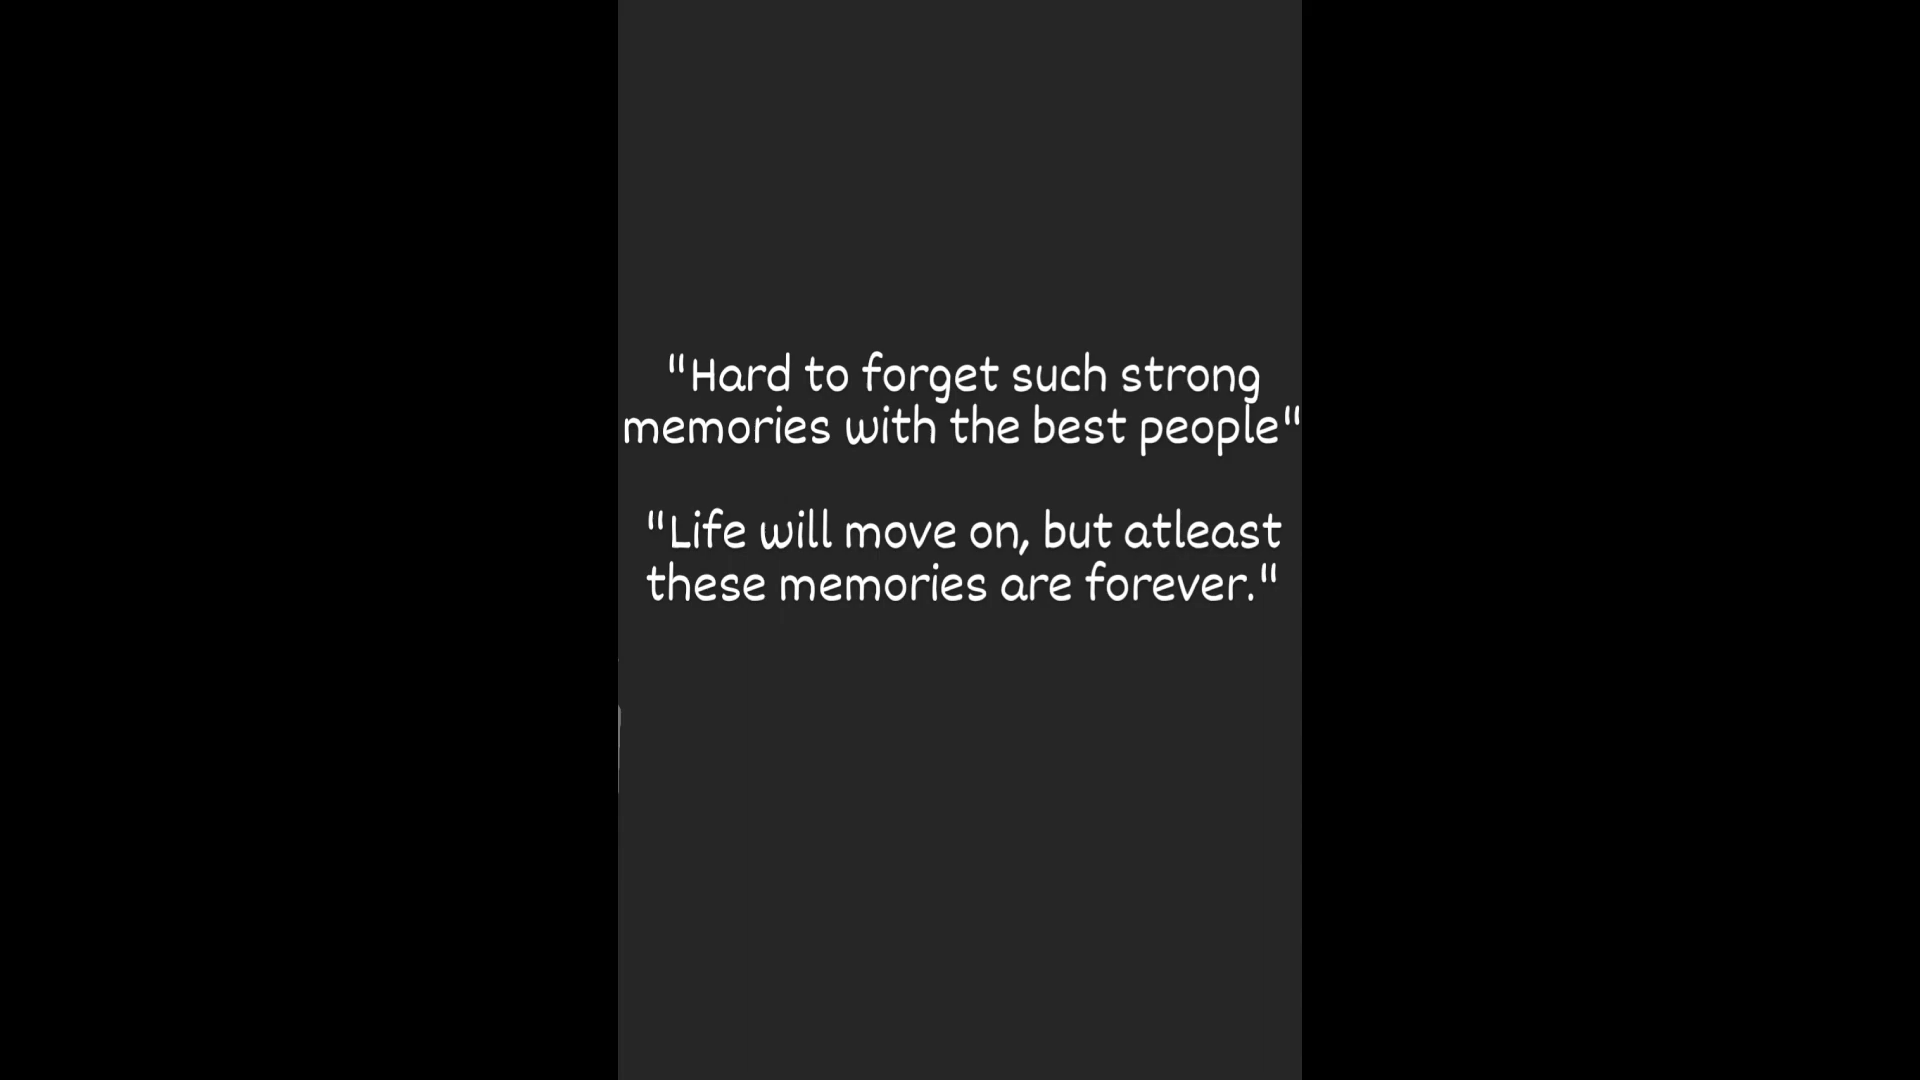 "Hard to forget such strong
memories with the best people"
"Life will move on, but atleast
these memories are forever."